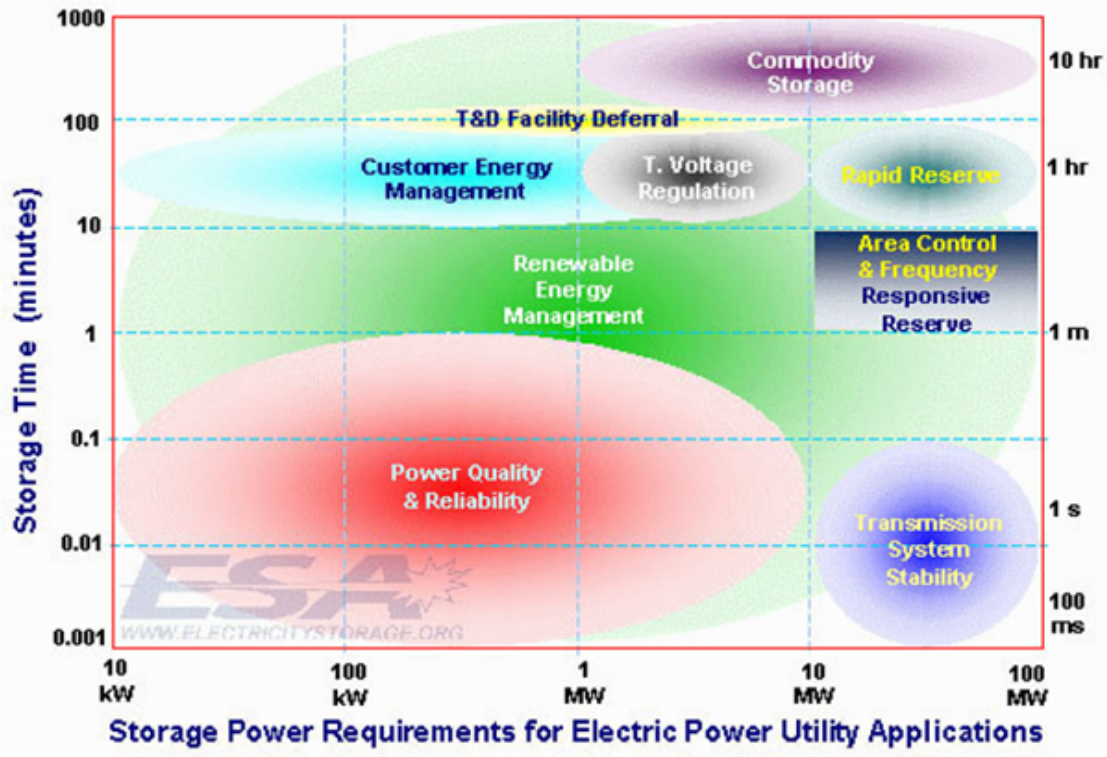 1000
10 hr
Commodity
Storage
100
T&D Facility Deferral
Customer Energy
Management
T. Voltage
Regulation
Rapid Reserve
1 hr
10
Area Control
& Frequency
Responsive
Reserve
Renewable
Energy
Management
1
1 m
0.1
Power Quality
& Reliability
1 s
Transmission
System
Stability
0.01
ESA
WWW.ELECTRICITYSTORAGE.ORG
100
ms
0.001
Storage Time (minutes)
10
kW
100
kW
1
MW
10
MW
100
MW
Storage Power Requirements for Electric Power Utility Applications